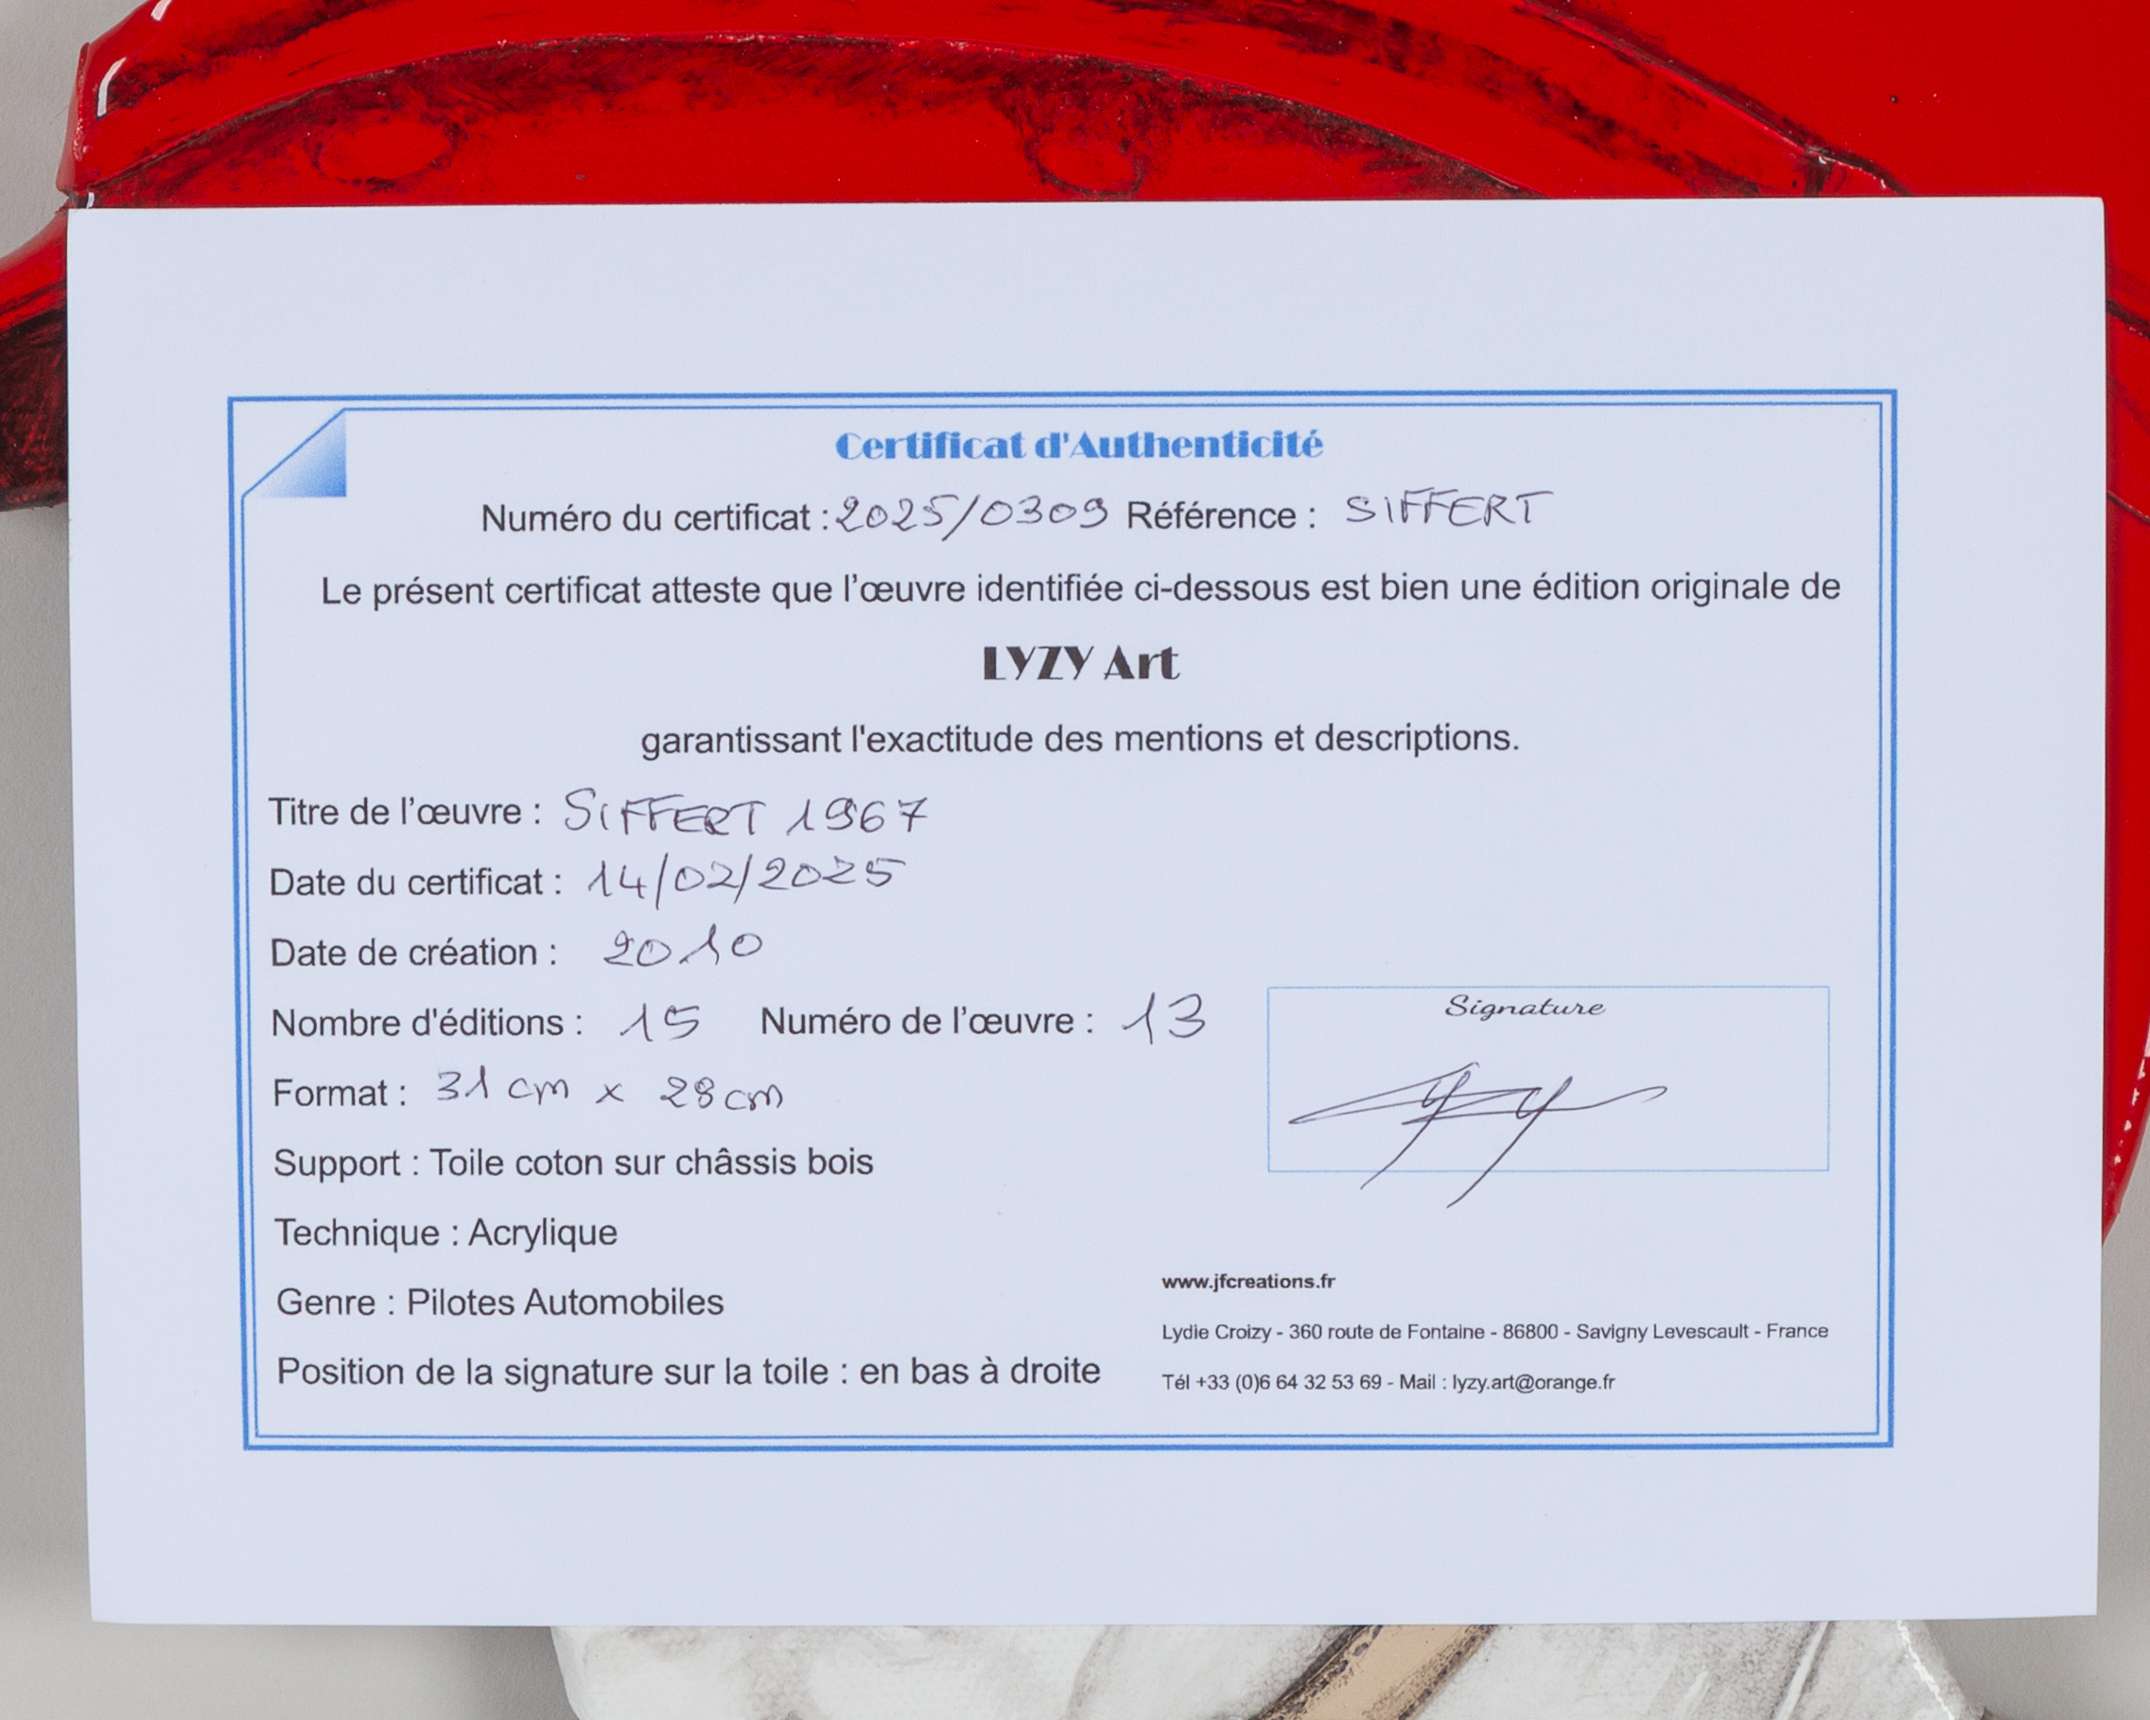 Certificat d'Authenticité
Numéro du certificat : 2025/0309 Référence : SIFFERT
Le présent certificat atteste que l'œuvre identifiée ci-dessous est bien une édition originale de
LYZY Art
garantissant l'exactitude des mentions et descriptions.
Titre de l'œuvre : SIFFERT 1967
Date du certificat : 14/02/2025
Date de création : 2010
Nombre d'éditions : 15 Numéro de l'œuvre : 13
Signature
Format : 31 cm x 28 cm
Support : Toile coton sur châssis bois
Technique : Acrylique
Genre : Pilotes Automobiles
Position de la signature sur la toile : en bas à droite
www.jfcreations.fr
Lydie Croizy - 360 route de Fontaine - 86800 - Savigny Levescault - France
Tél +33 (0)6 64 32 53 69 - Mail : lyzy.art@orange.fr